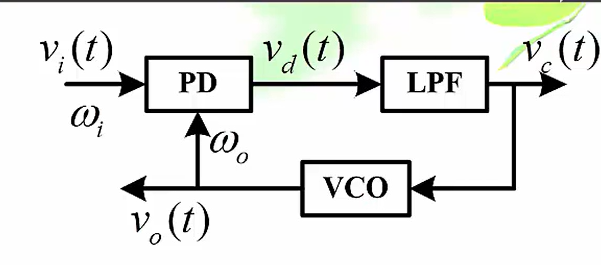 v_i(t) PD v_d(t) LPF v_c(t)
ω_i
ω_o
VCO
v_o(t)